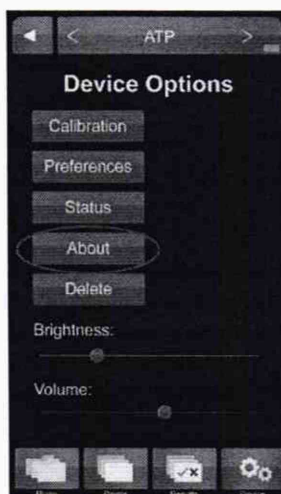 < ATP >
Device Options
Calibration
Preferences
Status
About
Delete
Brightness:
Volume: